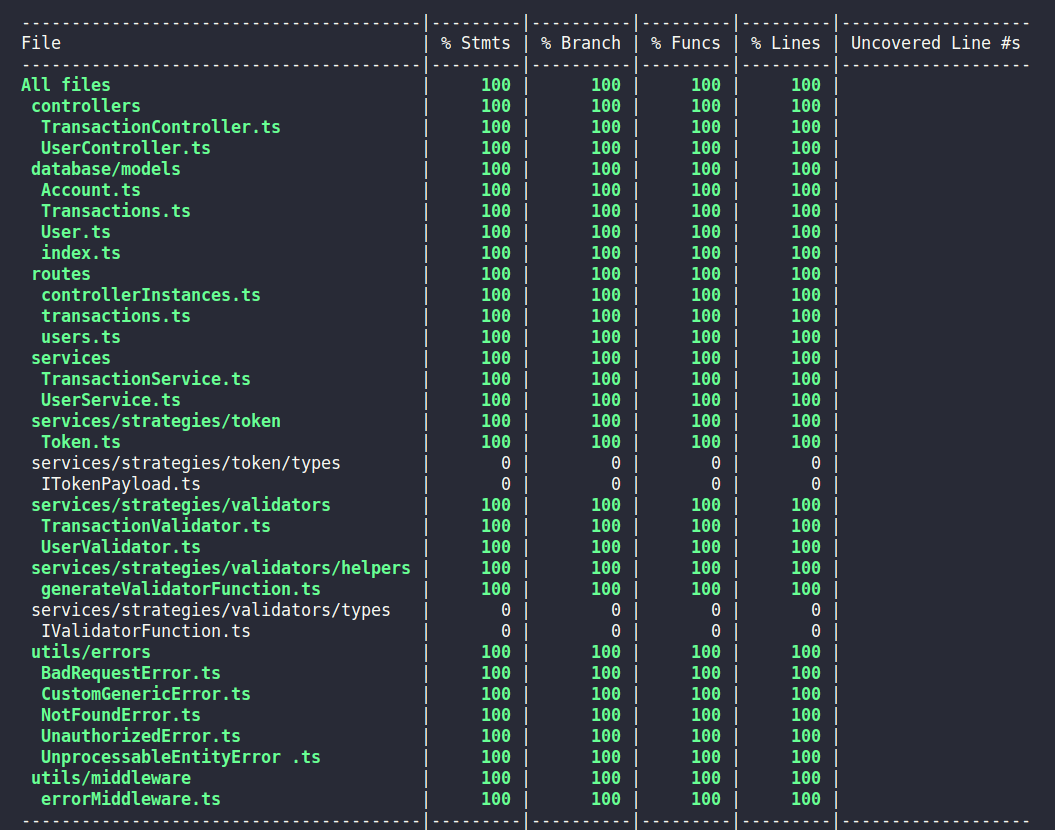 -----------------------------------------|---------|----------|---------|---------|-------------------
File                                     | % Stmts | % Branch | % Funcs | % Lines | Uncovered Line #s
-----------------------------------------|---------|----------|---------|---------|-------------------
All files                                |     100 |      100 |     100 |     100 |
 controllers                             |     100 |      100 |     100 |     100 |
  TransactionController.ts               |     100 |      100 |     100 |     100 |
  UserController.ts                      |     100 |      100 |     100 |     100 |
 database/models                         |     100 |      100 |     100 |     100 |
  Account.ts                             |     100 |      100 |     100 |     100 |
  Transactions.ts                        |     100 |      100 |     100 |     100 |
  User.ts                                |     100 |      100 |     100 |     100 |
  index.ts                               |     100 |      100 |     100 |     100 |
 routes                                  |     100 |      100 |     100 |     100 |
  controllerInstances.ts                 |     100 |      100 |     100 |     100 |
  transactions.ts                        |     100 |      100 |     100 |     100 |
  users.ts                               |     100 |      100 |     100 |     100 |
 services                                |     100 |      100 |     100 |     100 |
  TransactionService.ts                  |     100 |      100 |     100 |     100 |
  UserService.ts                         |     100 |      100 |     100 |     100 |
 services/strategies/token               |     100 |      100 |     100 |     100 |
  Token.ts                               |     100 |      100 |     100 |     100 |
 services/strategies/token/types         |       0 |        0 |       0 |       0 |
  ITokenPayload.ts                       |       0 |        0 |       0 |       0 |
 services/strategies/validators          |     100 |      100 |     100 |     100 |
  TransactionValidator.ts                |     100 |      100 |     100 |     100 |
  UserValidator.ts                       |     100 |      100 |     100 |     100 |
 services/strategies/validators/helpers  |     100 |      100 |     100 |     100 |
  generateValidatorFunction.ts           |     100 |      100 |     100 |     100 |
 services/strategies/validators/types    |       0 |        0 |       0 |       0 |
  IValidatorFunction.ts                  |       0 |        0 |       0 |       0 |
 utils/errors                            |     100 |      100 |     100 |     100 |
  BadRequestError.ts                     |     100 |      100 |     100 |     100 |
  CustomGenericError.ts                  |     100 |      100 |     100 |     100 |
  NotFoundError.ts                       |     100 |      100 |     100 |     100 |
  UnauthorizedError.ts                   |     100 |      100 |     100 |     100 |
  UnprocessableEntityError .ts           |     100 |      100 |     100 |     100 |
 utils/middleware                        |     100 |      100 |     100 |     100 |
  errorMiddleware.ts                     |     100 |      100 |     100 |     100 |
-----------------------------------------|---------|----------|---------|---------|-------------------